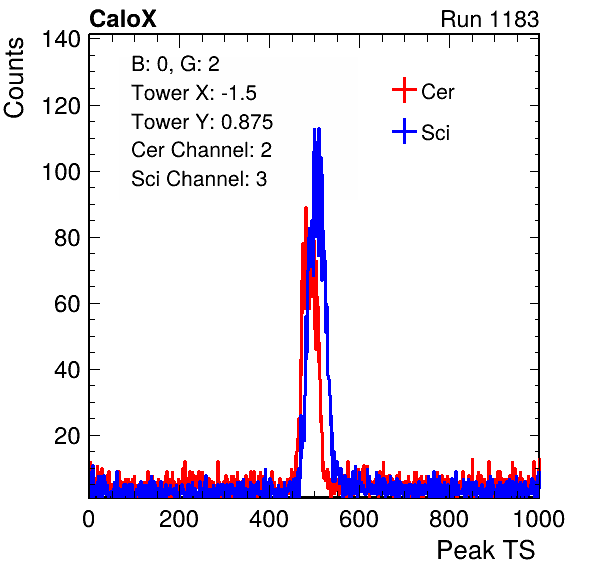 CaloX Run 1183
Counts
140
120
100
80
60
40
20
B: 0, G: 2
Tower X: -1.5
Tower Y: 0.875
Cer Channel: 2
Sci Channel: 3
Cer
Sci
0 200 400 600 800 1000
Peak TS